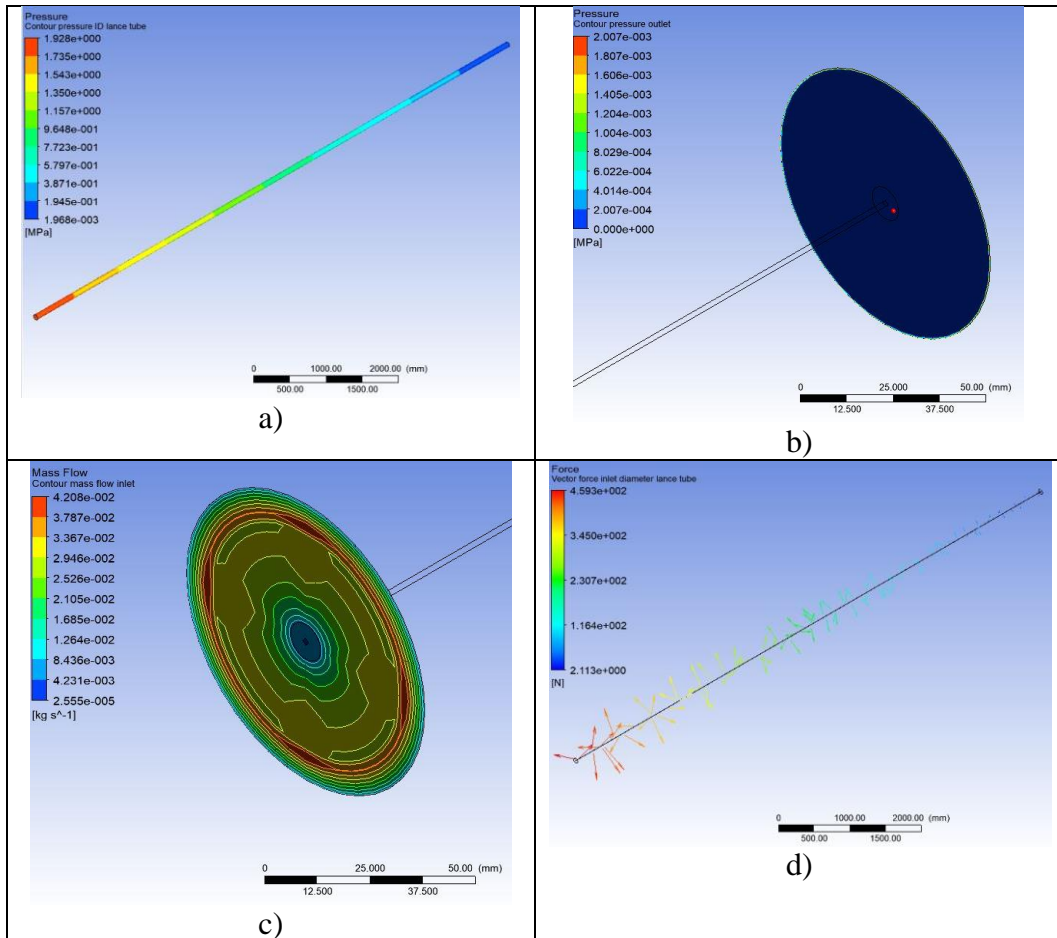 Pressure
Contour pressure ID lance tube
1.928e+000
1.735e+000
1.543e+000
1.350e+000
1.157e+000
9.648e-001
7.723e-001
5.797e-001
3.871e-001
1.945e-001
1.968e-003
[MPa]
0 1000.00 2000.00 (mm)
500.00 1500.00
a)
Pressure
Contour pressure outlet
2.007e-003
1.807e-003
1.606e-003
1.405e-003
1.204e-003
1.004e-003
8.029e-004
6.022e-004
4.014e-004
2.007e-004
0.000e+000
[MPa]
0 25.000 50.00 (mm)
12.500 37.500
b)
Mass Flow
Contour mass flow inlet
4.208e-002
3.787e-002
3.367e-002
2.946e-002
2.526e-002
2.105e-002
1.685e-002
1.264e-002
8.436e-003
4.231e-003
2.555e-005
[kg s^-1]
0 25.000 50.00 (mm)
12.500 37.500
c)
Force
Vector force inlet diameter lance tube
4.593e+002
3.450e+002
2.307e+002
1.164e+002
2.113e+000
[N]
0 1000.00 2000.00 (mm)
500.00 1500.00
d)